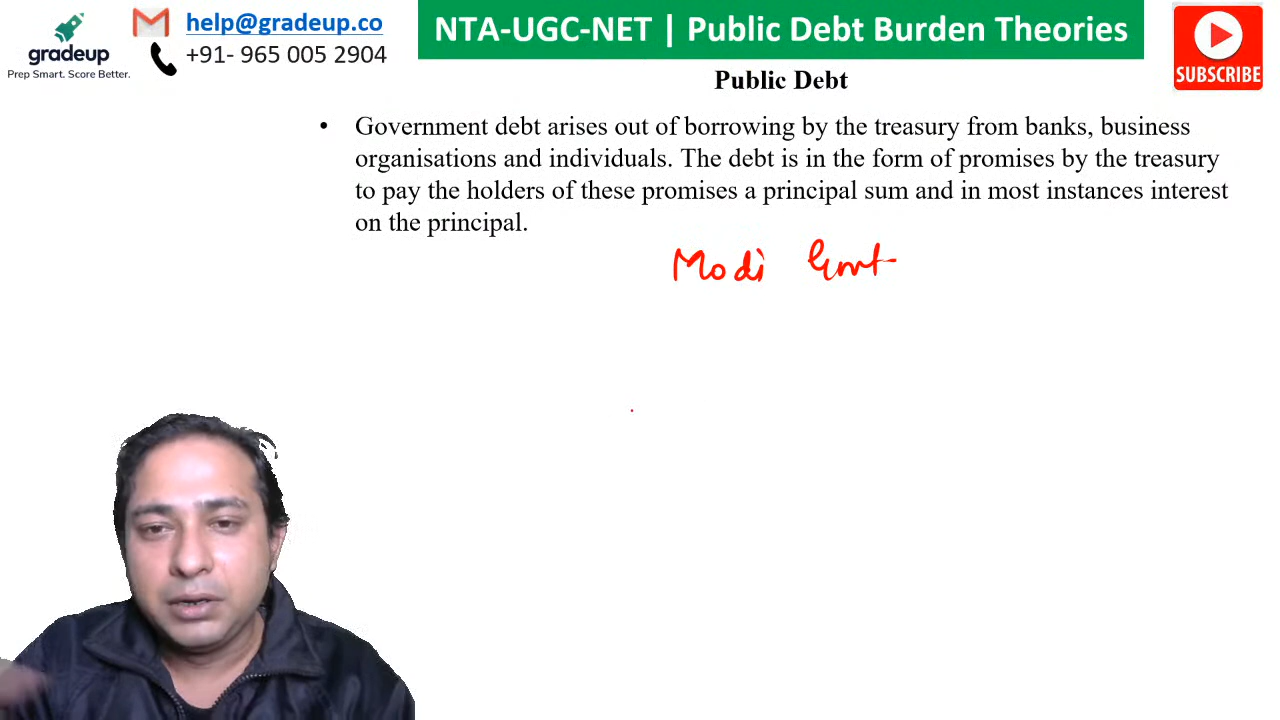 gradeup
Prep Smart. Score Better.
help@gradeup.co
+91- 965 005 2904
NTA-UGC-NET | Public Debt Burden Theories
SUBSCRIBE
Public Debt
• Government debt arises out of borrowing by the treasury from banks, business
organisations and individuals. The debt is in the form of promises by the treasury
to pay the holders of these promises a principal sum and in most instances interest
on the principal.
Modi Govt